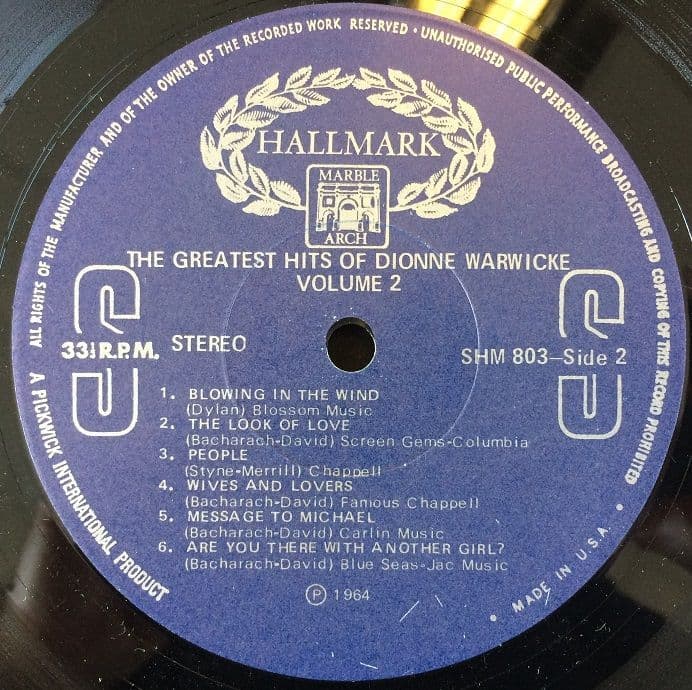 ALL RIGHTS OF THE MANUFACTURER AND OF THE OWNER OF THE RECORDED WORK RESERVED • UNAUTHORISED PUBLIC PERFORMANCE BROADCASTING AND COPYING OF THIS RECORD PROHIBITED
HALLMARK
MARBLE
ARCH
THE GREATEST HITS OF DIONNE WARWICKE
VOLUME 2
33⅓ R.P.M. STEREO
SHM 803-Side 2
1. BLOWING IN THE WIND
(Dylan) Blossom Music
2. THE LOOK OF LOVE
(Bacharach-David) Screen Gems-Columbia
3. PEOPLE
(Styne-Merrill) Chappell
4. WIVES AND LOVERS
(Bacharach-David) Famous Chappell
5. MESSAGE TO MICHAEL
(Bacharach-David) Carlin Music
6. ARE YOU THERE WITH ANOTHER GIRL?
(Bacharach-David) Blue Seas-Jac Music
Ⓟ 1964
A PICKWICK INTERNATIONAL PRODUCT
• MADE IN U.S.A. •